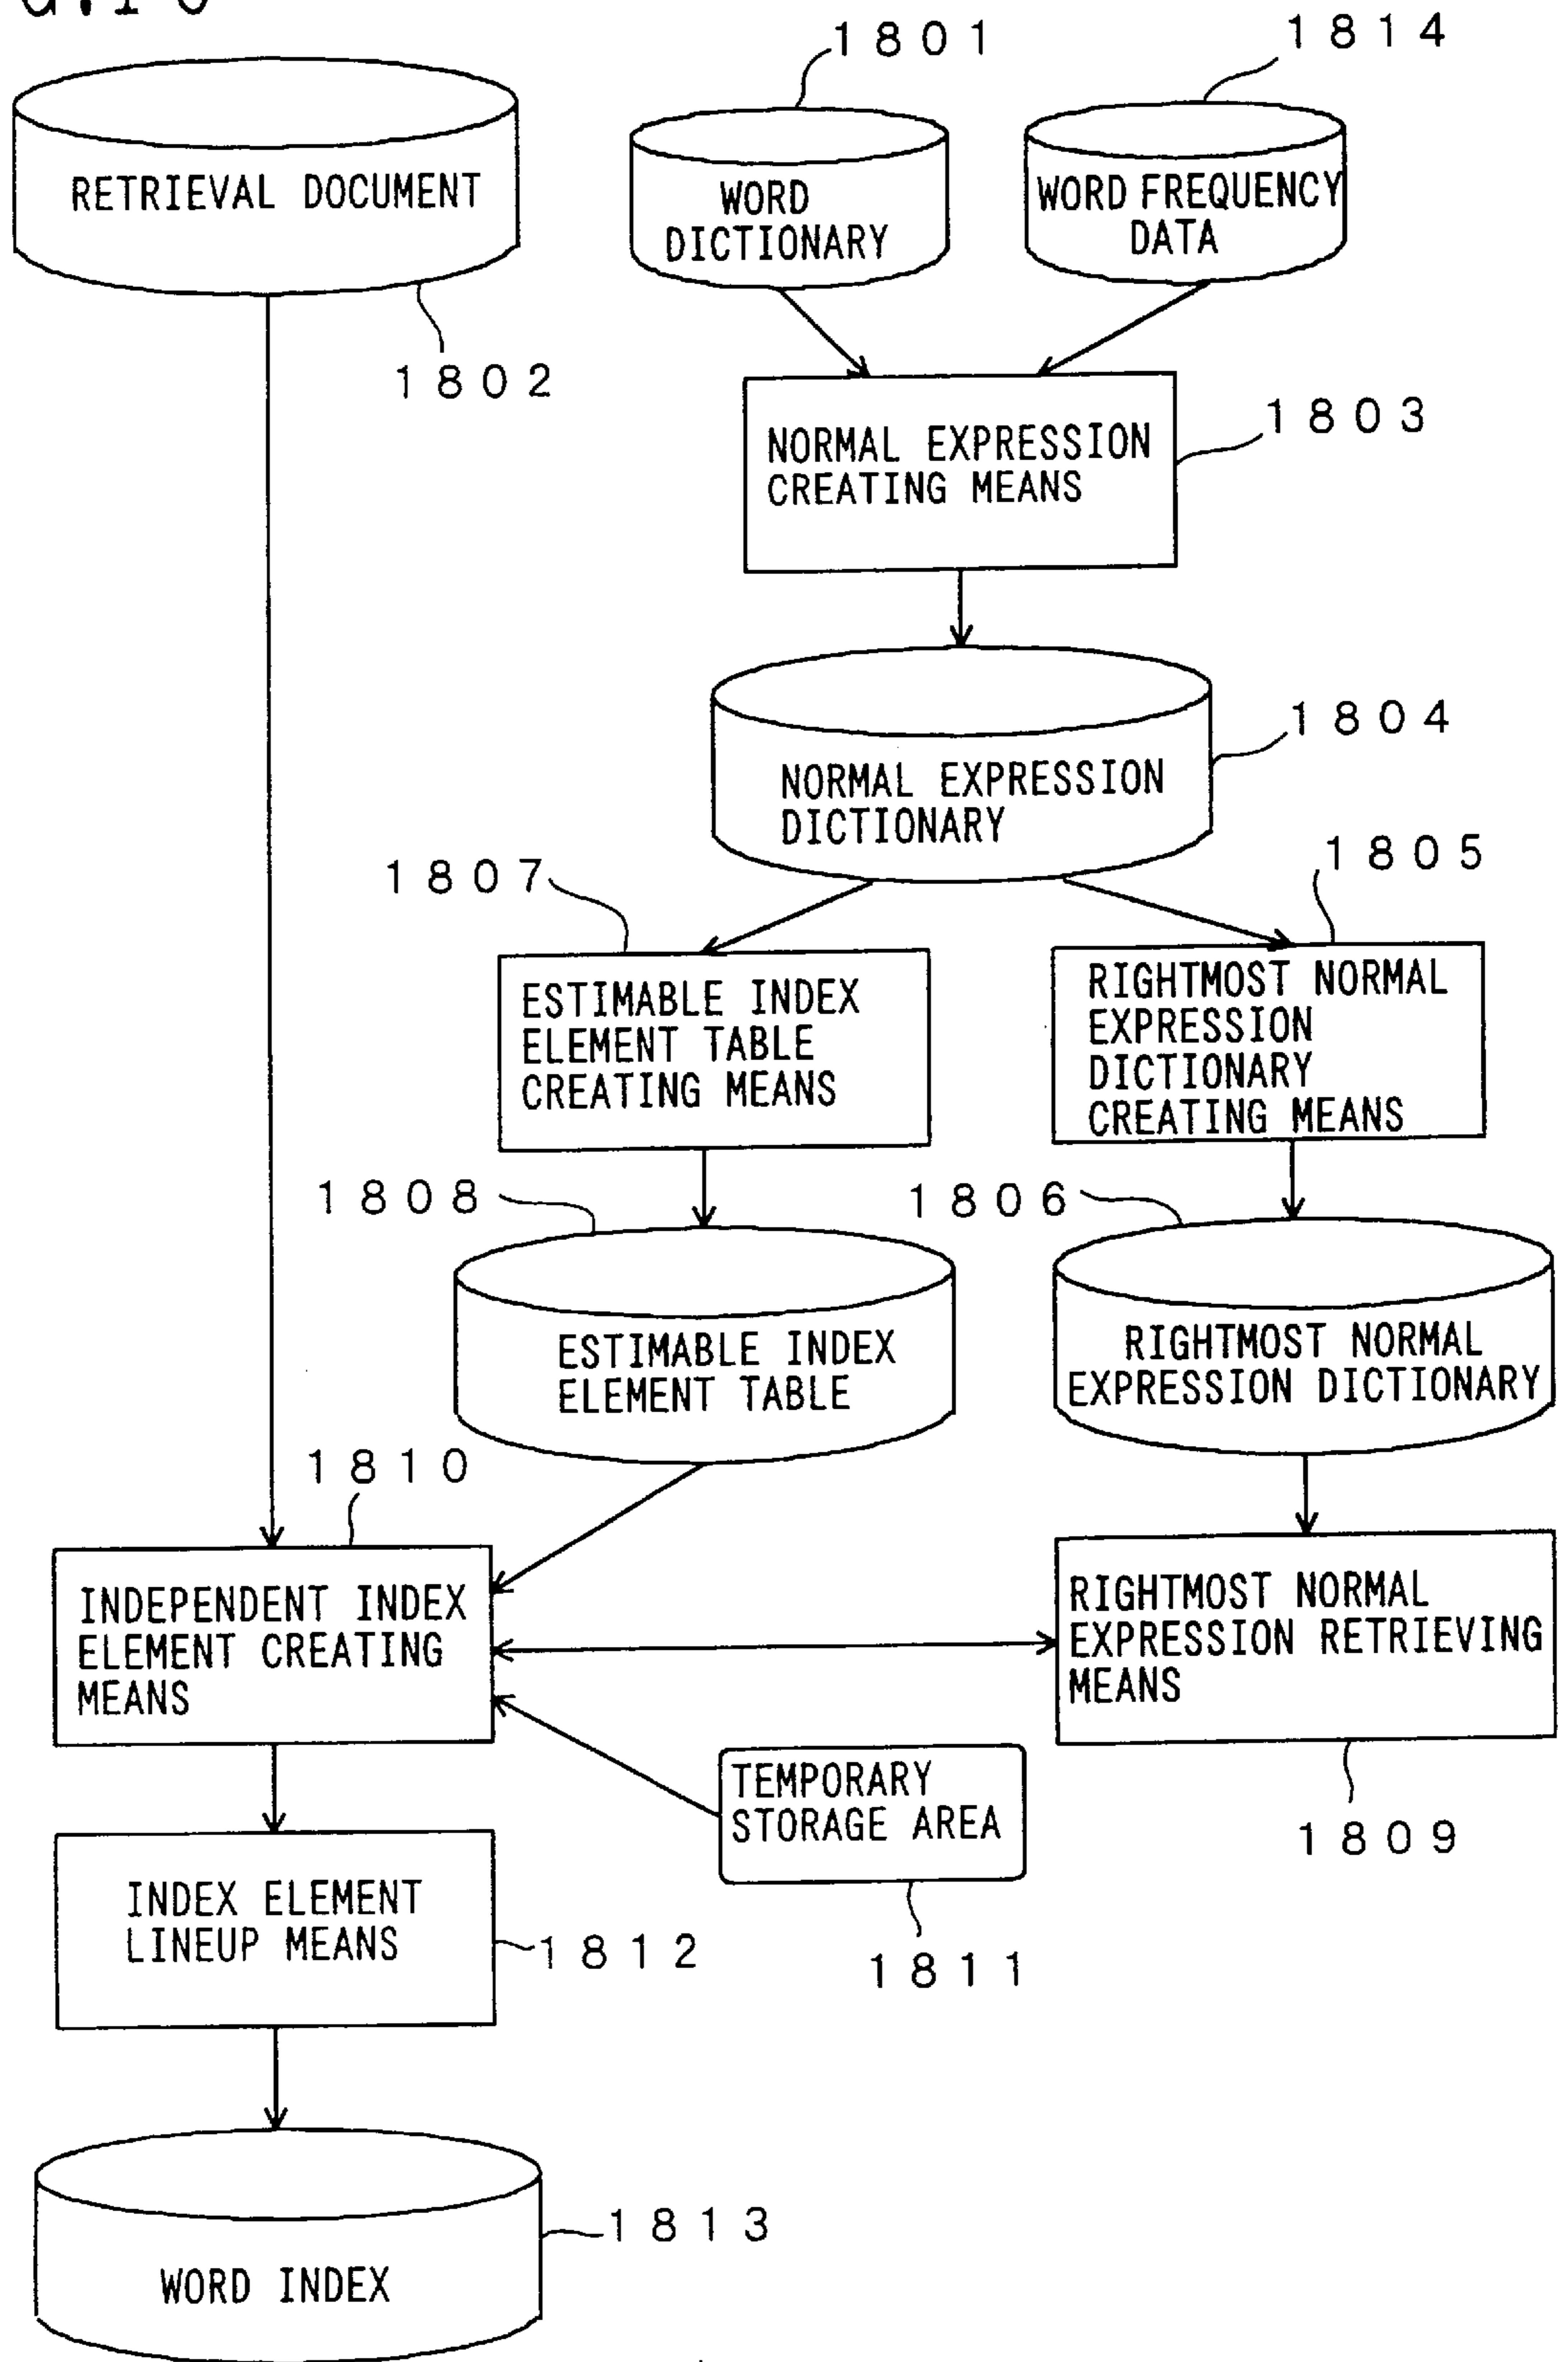 1801
1814
RETRIEVAL DOCUMENT
WORD
DICTIONARY
WORD FREQUENCY
DATA
1802
1803
NORMAL EXPRESSION
CREATING MEANS
1804
NORMAL EXPRESSION
DICTIONARY
1807
1805
ESTIMABLE INDEX
ELEMENT TABLE
CREATING MEANS
RIGHTMOST NORMAL
EXPRESSION
DICTIONARY
CREATING MEANS
1808
1806
ESTIMABLE INDEX
ELEMENT TABLE
RIGHTMOST NORMAL
EXPRESSION DICTIONARY
1810
INDEPENDENT INDEX
ELEMENT CREATING
MEANS
RIGHTMOST NORMAL
EXPRESSION RETRIEVING
MEANS
TEMPORARY
STORAGE AREA
1809
INDEX ELEMENT
LINEUP MEANS
1812
1811
1813
WORD INDEX